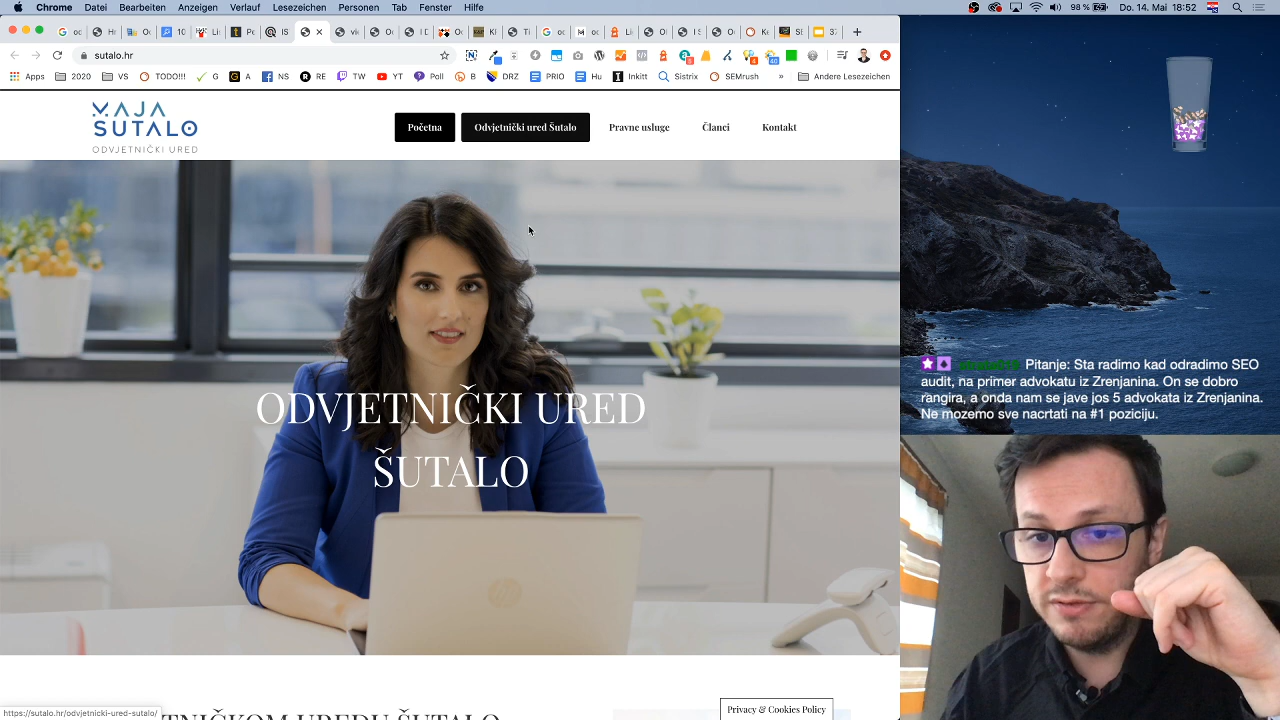 Chrome Datei Bearbeiten Anzeigen Verlauf Lesezeichen Personen Tab Fenster Hilfe
98 % Do. 14. Mai 18:52
sutalo.hr
Apps 2020 VS TODO!!! G A NS RE TW YT Poll B DRZ PRIO Hu Inkitt Sistrix SEMrush » Andere Lesezeichen
MAJA
ŠUTALO
ODVJETNIČKI URED
Početna Odvjetnički ured Šutalo Pravne usluge Članci Kontakt
ODVJETNIČKI URED
ŠUTALO
Pitanje: Sta radimo kad odradimo SEO
audit, na primer advokatu iz Zrenjanina. On se dobro
rangira, a onda nam se jave jos 5 advokata iz Zrenjanina.
Ne mozemo sve nacrtati na #1 poziciju.
https://sutalo.hr/odvjetnicki-ured-sutalo/
Privacy & Cookies Policy